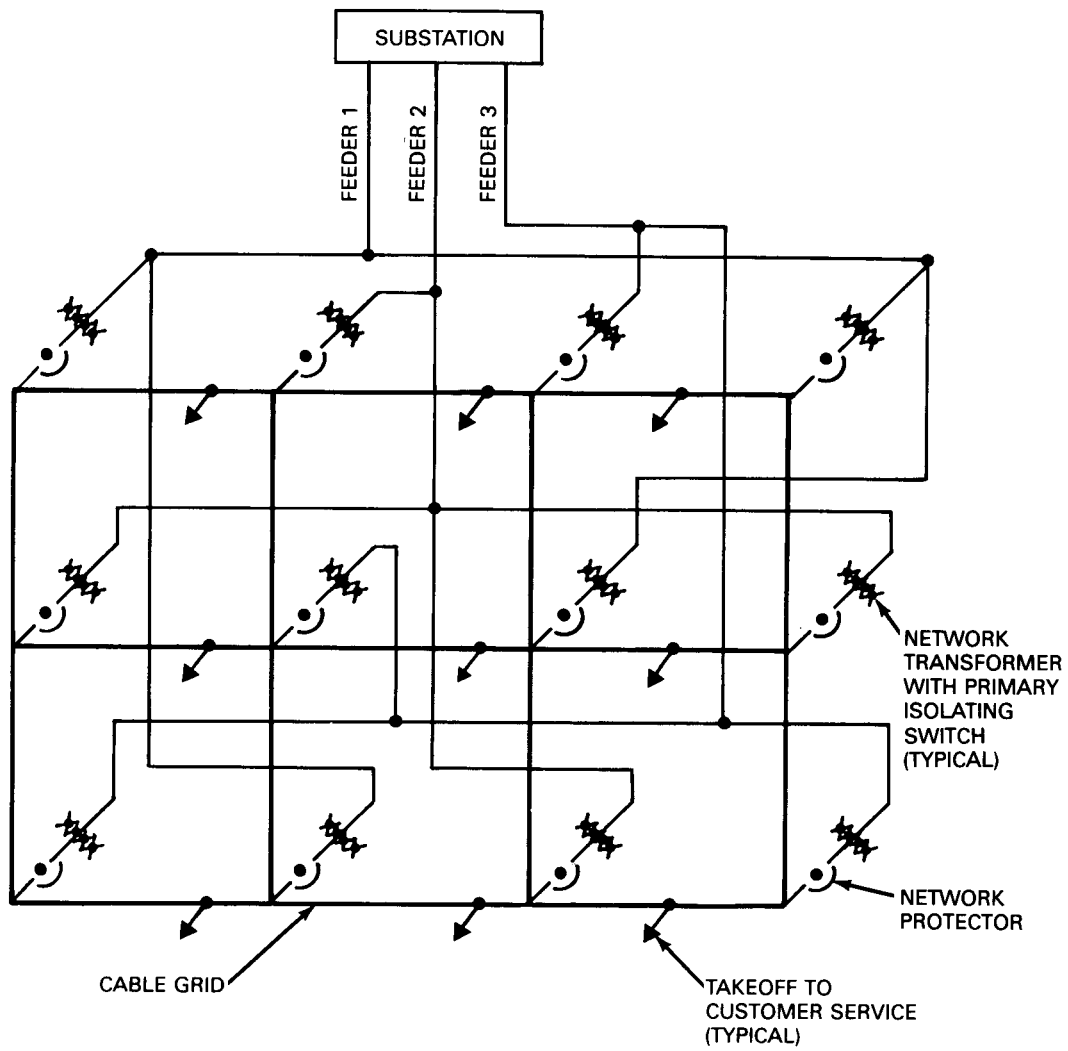 SUBSTATION
FEEDER 1
FEEDER 2
FEEDER 3
NETWORK
TRANSFORMER
WITH PRIMARY
ISOLATING
SWITCH
(TYPICAL)
NETWORK
PROTECTOR
CABLE GRID
TAKEOFF TO
CUSTOMER SERVICE
(TYPICAL)